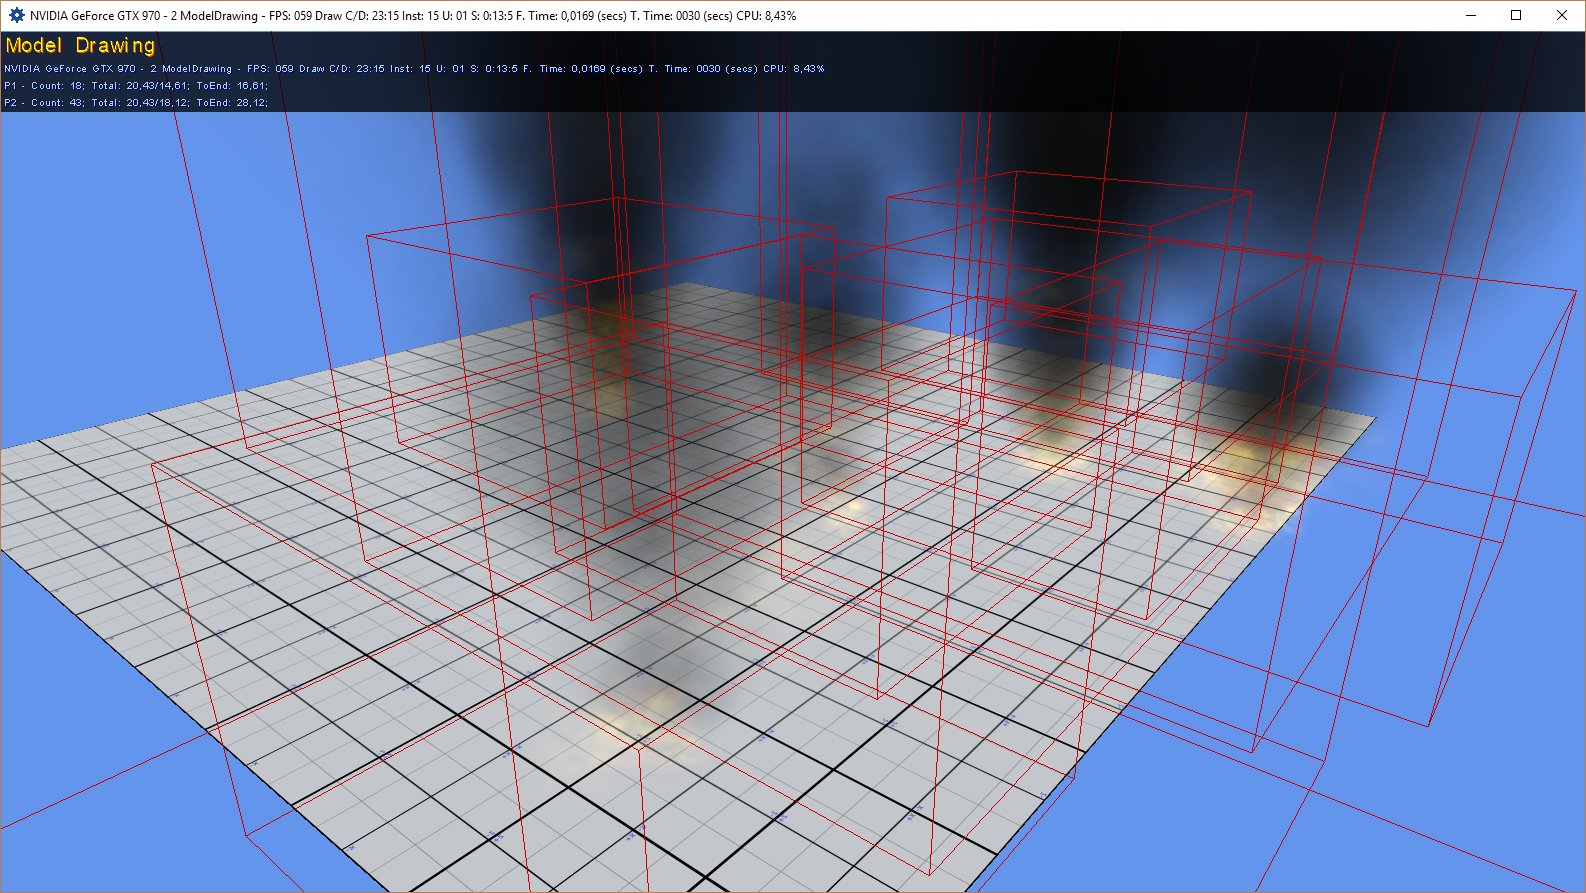 NVIDIA GeForce GTX 970 - 2 ModelDrawing - FPS: 059 Draw C/D: 23:15 Inst: 15 U: 01 S: 0:13:5 F. Time: 0,0169 (secs) T. Time: 0030 (secs) CPU: 8,43%
Model Drawing
NVIDIA GeForce GTX 970 - 2 ModelDrawing - FPS: 059 Draw C/D: 23:15 Inst: 15 U: 01 S: 0:13:5 F. Time: 0,0169 (secs) T. Time: 0030 (secs) CPU: 8,43%
P1 - Count: 18; Total: 20,43/14,61; ToEnd: 16,61;
P2 - Count: 43; Total: 20,43/18,12; ToEnd: 28,12;